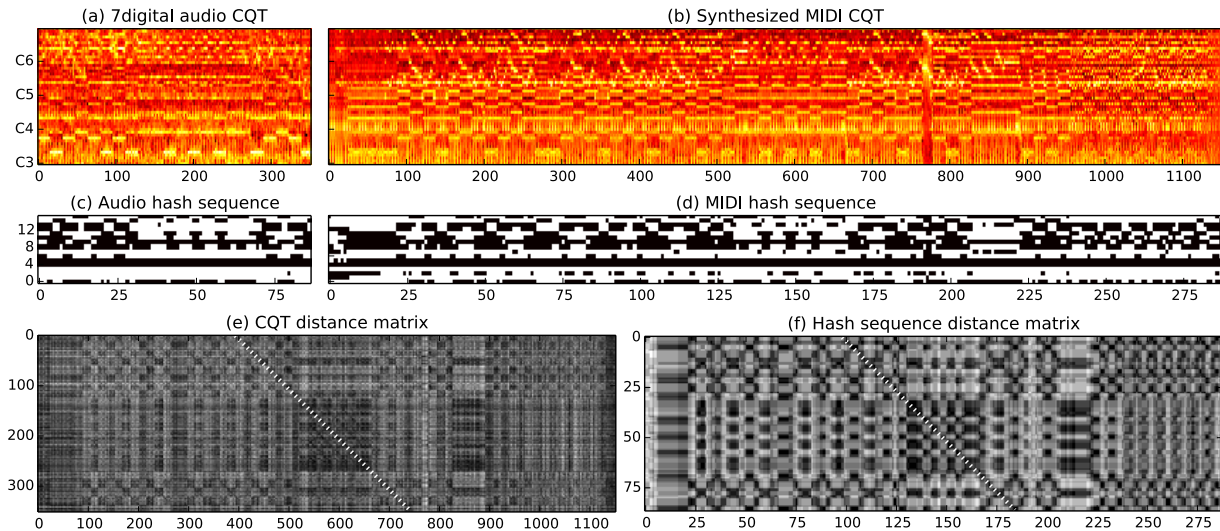 (a) 7digital audio CQT
(b) Synthesized MIDI CQT
C6
C5
C4
C3
0 100 200 300
0 100 200 300 400 500 600 700 800 900 1000 1100
(c) Audio hash sequence
(d) MIDI hash sequence
12
8
4
0
0 25 50 75
0 25 50 75 100 125 150 175 200 225 250 275
(e) CQT distance matrix
(f) Hash sequence distance matrix
0
100
200
300
0 100 200 300 400 500 600 700 800 900 1000 1100
0
25
50
75
0 25 50 75 100 125 150 175 200 225 250 275